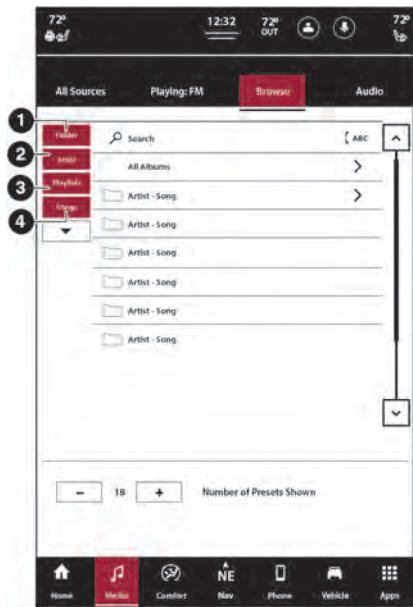 72° 12:32 72° OUT 72°
All Sources Playing: FM Browse Audio
1 Folder Search ABC
2 Artist All Albums
3 Playlists Artist - Song
4 Songs Artist - Song
Artist - Song
Artist - Song
Artist - Song
Artist - Song
- 18 + Number of Presets Shown
NE
Home Media Comfort Nav Phone Vehicle Apps